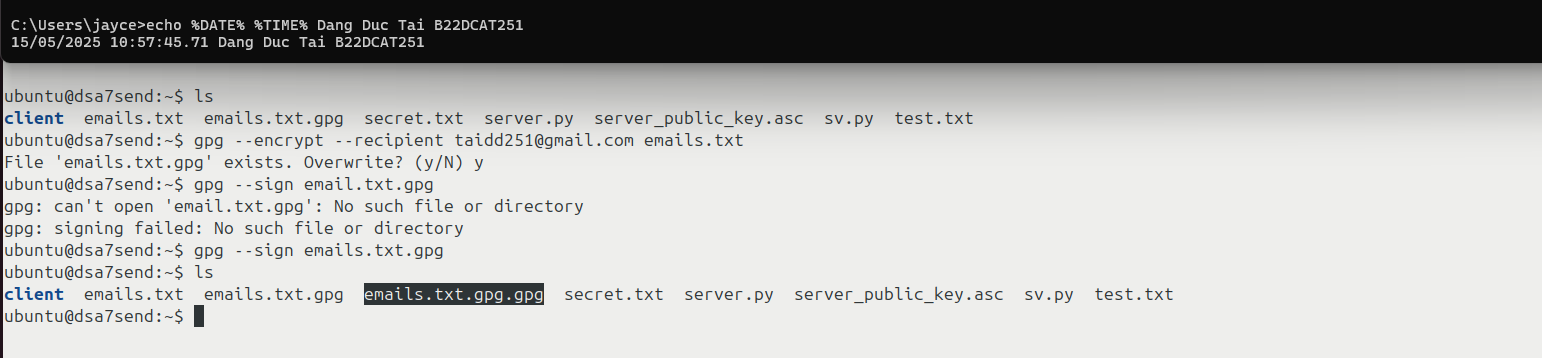 C:\Users\jayce>echo %DATE% %TIME% Dang Duc Tai B22DCAT251
15/05/2025 10:57:45.71 Dang Duc Tai B22DCAT251
ubuntu@dsa7send:~$ ls
client  emails.txt  emails.txt.gpg  secret.txt  server.py  server_public_key.asc  sv.py  test.txt
ubuntu@dsa7send:~$ gpg --encrypt --recipient taidd251@gmail.com emails.txt
File 'emails.txt.gpg' exists. Overwrite? (y/N) y
ubuntu@dsa7send:~$ gpg --sign email.txt.gpg
gpg: can't open 'email.txt.gpg': No such file or directory
gpg: signing failed: No such file or directory
ubuntu@dsa7send:~$ gpg --sign emails.txt.gpg
ubuntu@dsa7send:~$ ls
client  emails.txt  emails.txt.gpg  emails.txt.gpg.gpg  secret.txt  server.py  server_public_key.asc  sv.py  test.txt
ubuntu@dsa7send:~$